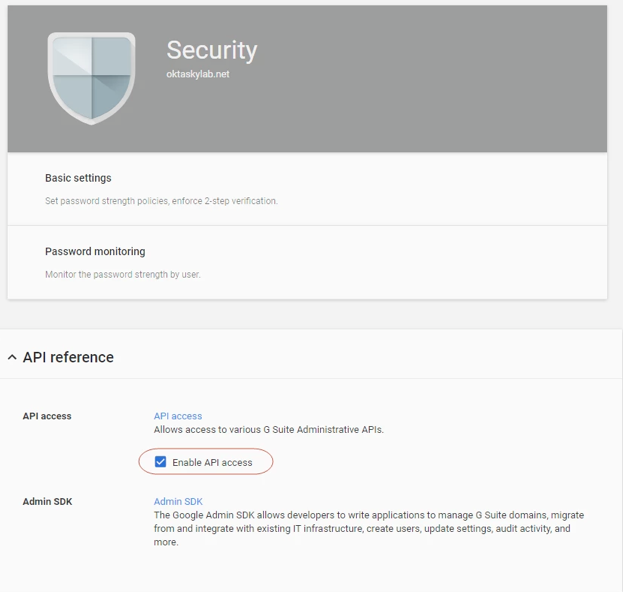 Security
oktaskylab.net
Basic settings
Set password strength policies, enforce 2-step verification.
Password monitoring
Monitor the password strength by user.
API reference
API access
API access
Allows access to various G Suite Administrative APIs.
Enable API access
Admin SDK
Admin SDK
The Google Admin SDK allows developers to write applications to manage G Suite domains, migrate
from and integrate with existing IT infrastructure, create users, update settings, audit activity, and
more.